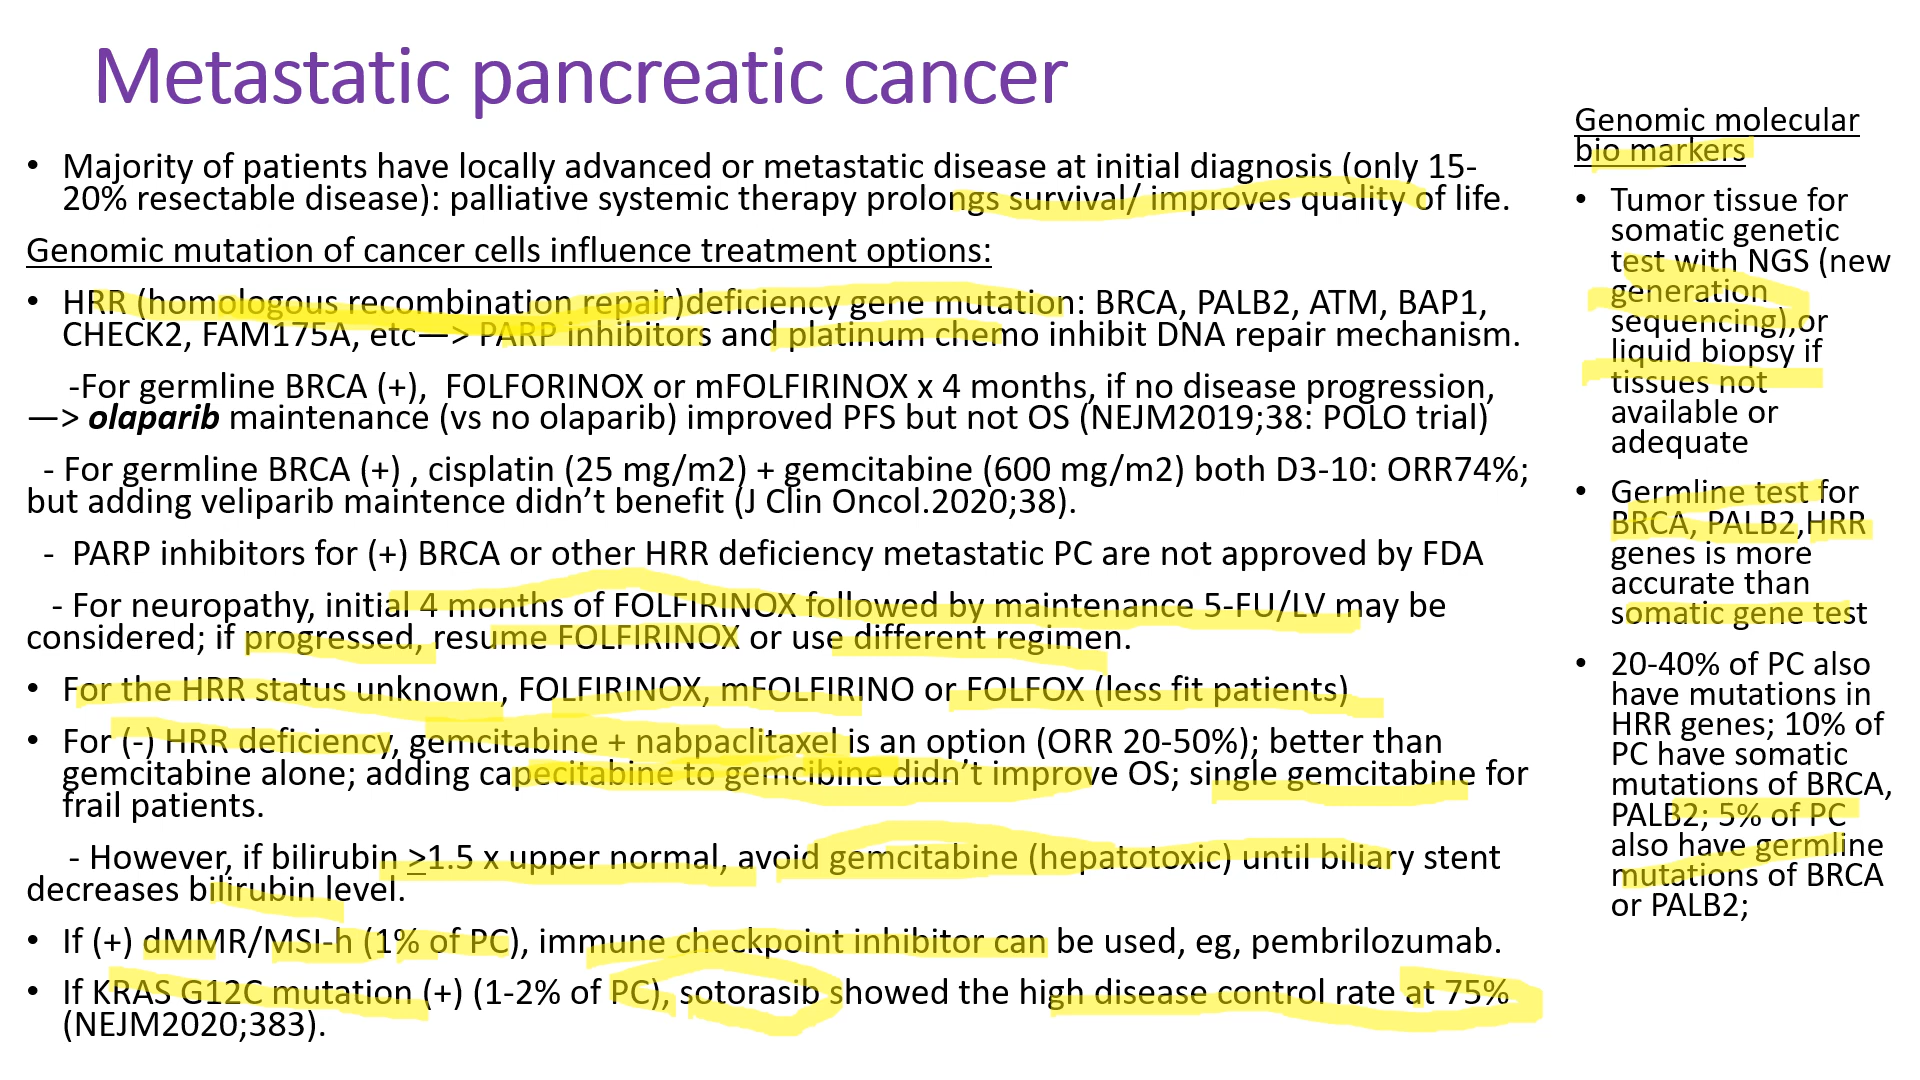 Metastatic pancreatic cancer
• Majority of patients have locally advanced or metastatic disease at initial diagnosis (only 15-
20% resectable disease): palliative systemic therapy prolongs survival/ improves quality of life.
Genomic mutation of cancer cells influence treatment options:
• HRR (homologous recombination repair)deficiency gene mutation: BRCA, PALB2, ATM, BAP1,
CHECK2, FAM175A, etc—> PARP inhibitors and platinum chemo inhibit DNA repair mechanism.
-For germline BRCA (+),  FOLFORINOX or mFOLFIRINOX x 4 months, if no disease progression,
—> olaparib maintenance (vs no olaparib) improved PFS but not OS (NEJM2019;38: POLO trial)
- For germline BRCA (+) , cisplatin (25 mg/m2) + gemcitabine (600 mg/m2) both D3-10: ORR74%;
but adding veliparib maintence didn’t benefit (J Clin Oncol.2020;38).
-  PARP inhibitors for (+) BRCA or other HRR deficiency metastatic PC are not approved by FDA
- For neuropathy, initial 4 months of FOLFIRINOX followed by maintenance 5-FU/LV may be
considered; if progressed, resume FOLFIRINOX or use different regimen.
• For the HRR status unknown, FOLFIRINOX, mFOLFIRINO or FOLFOX (less fit patients)
• For (-) HRR deficiency, gemcitabine + nabpaclitaxel is an option (ORR 20-50%); better than
gemcitabine alone; adding capecitabine to gemcibine didn’t improve OS; single gemcitabine for
frail patients.
- However, if bilirubin >1.5 x upper normal, avoid gemcitabine (hepatotoxic) until biliary stent
decreases bilirubin level.
• If (+) dMMR/MSI-h (1% of PC), immune checkpoint inhibitor can be used, eg, pembrilozumab.
• If KRAS G12C mutation (+) (1-2% of PC), sotorasib showed the high disease control rate at 75%
(NEJM2020;383).
Genomic molecular
bio markers
• Tumor tissue for
somatic genetic
test with NGS (new
generation
sequencing),or
liquid biopsy if
tissues not
available or
adequate
• Germline test for
BRCA, PALB2,HRR
genes is more
accurate than
somatic gene test
• 20-40% of PC also
have mutations in
HRR genes; 10% of
PC have somatic
mutations of BRCA,
PALB2; 5% of PC
also have germline
mutations of BRCA
or PALB2;